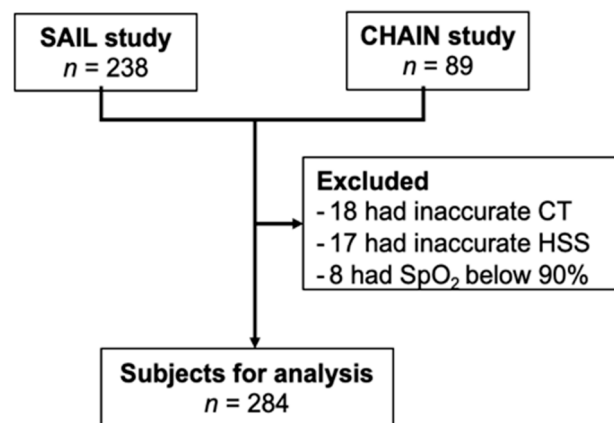 SAIL study
n = 238
CHAIN study
n = 89
Excluded
- 18 had inaccurate CT
- 17 had inaccurate HSS
- 8 had SpO₂ below 90%
Subjects for analysis
n = 284